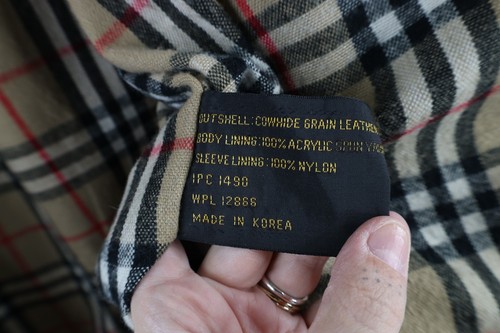 OUTSHELL: COWHIDE GRAIN LEATHER
BODY LINING: 100% ACRYLIC SPUN
SLEEVE LINING: 100% NYLON
IPC 1490
WPL 12866
MADE IN KOREA